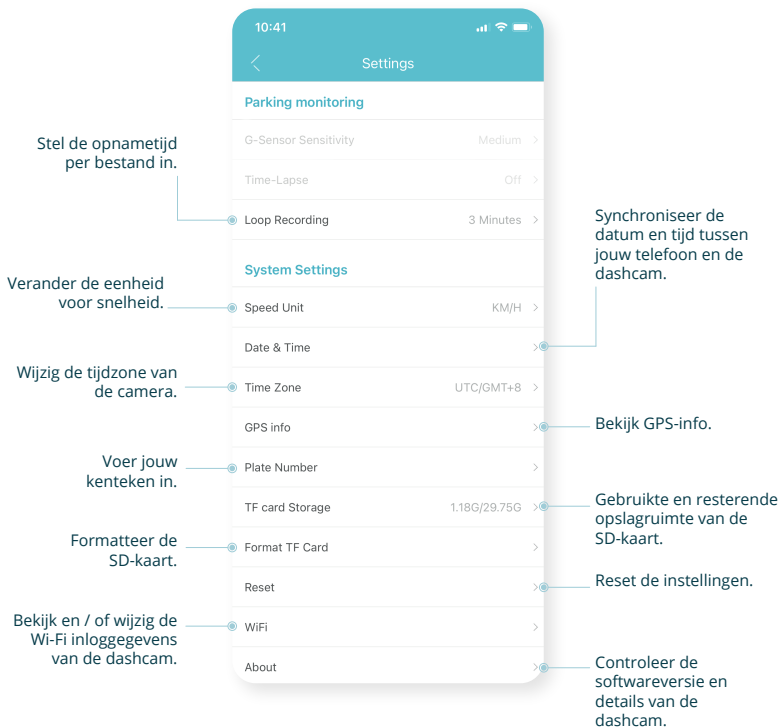 10:41
Settings
Parking monitoring
G-Sensor Sensitivity Medium
Time-Lapse Off
Loop Recording 3 Minutes
System Settings
Speed Unit KM/H
Date & Time
Time Zone UTC/GMT+8
GPS info
Plate Number
TF card Storage 1.18G/29.75G
Format TF Card
Reset
WiFi
About
Stel de opnametijd
per bestand in.
Verander de eenheid
voor snelheid.
Wijzig de tijdzone van
de camera.
Voer jouw
kenteken in.
Formatteer de
SD-kaart.
Bekijk en / of wijzig de
Wi-Fi inloggegevens
van de dashcam.
Synchroniseer de
datum en tijd tussen
jouw telefoon en de
dashcam.
Bekijk GPS-info.
Gebruikte en resterende
opslagruimte van de
SD-kaart.
Reset de instellingen.
Controleer de
softwareversie en
details van de
dashcam.